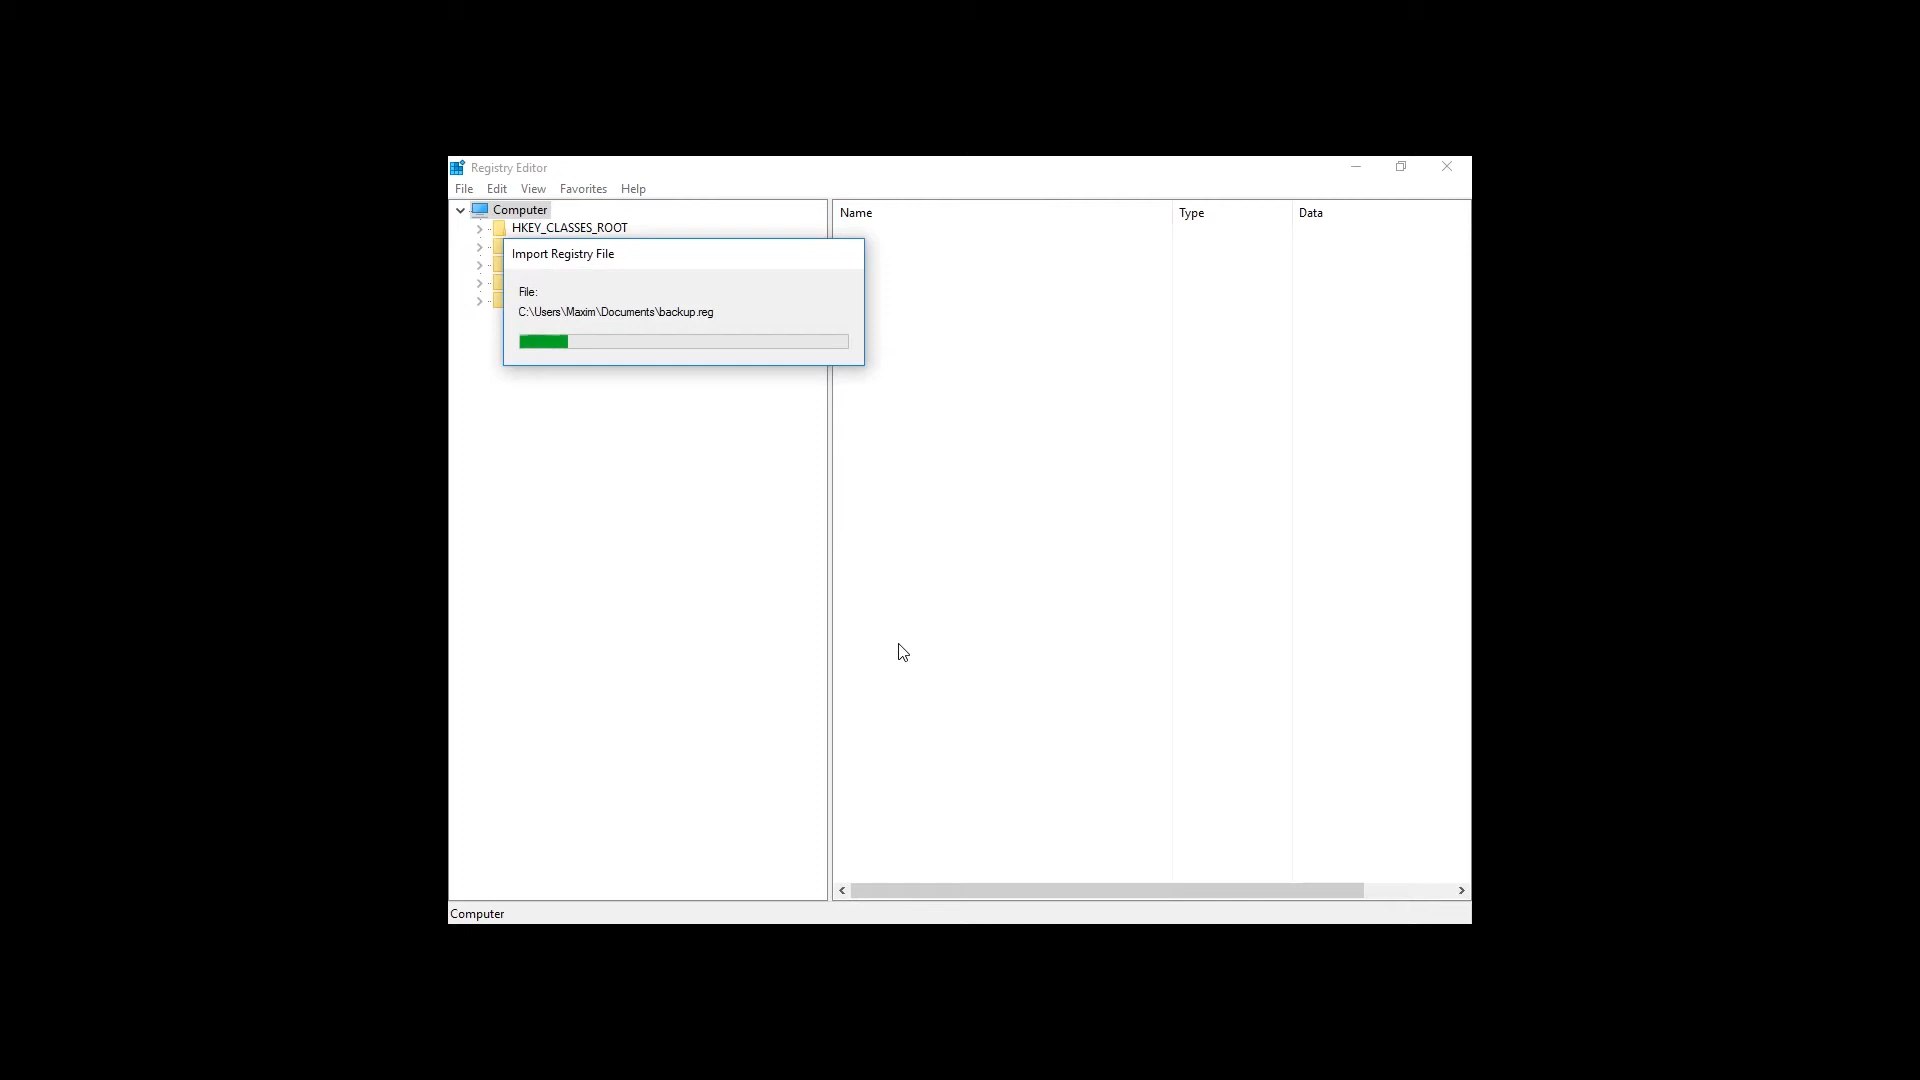 Registry Editor
File Edit View Favorites Help
Computer
HKEY_CLASSES_ROOT
Name Type Data
Import Registry File
File:
C:\Users\Maxim\Documents\backup.reg
Computer